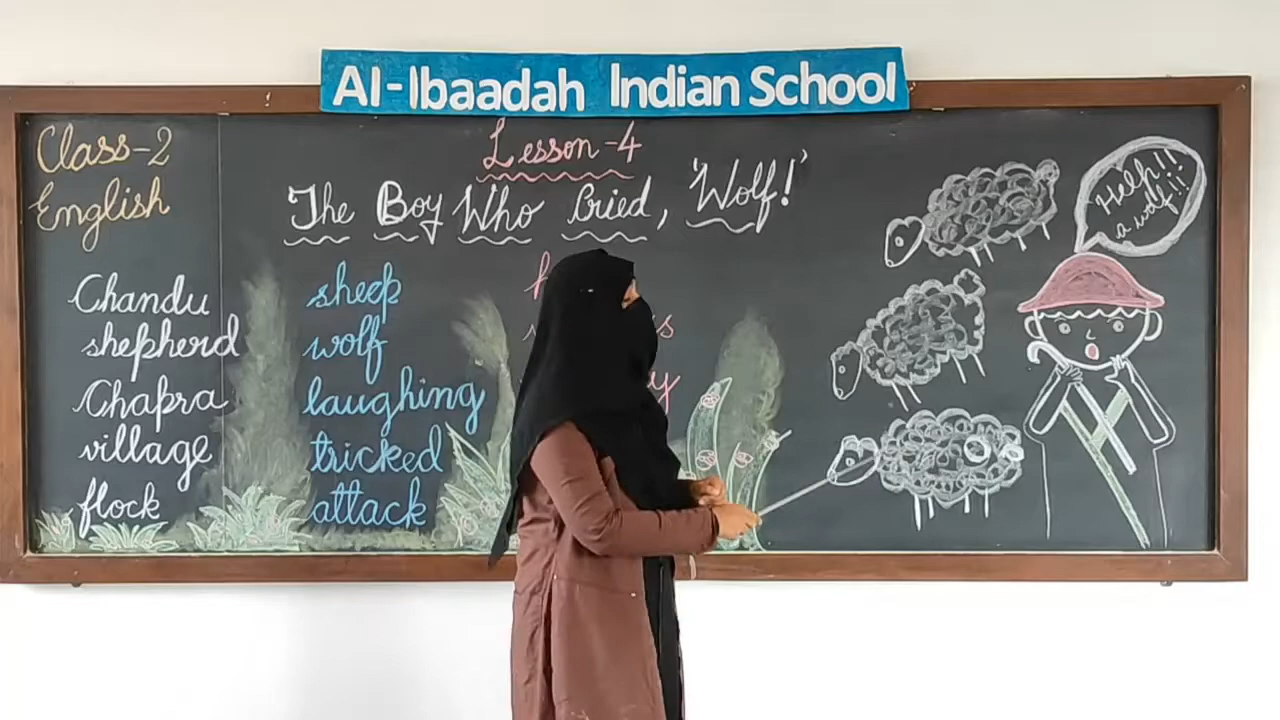 Al-Ibaadah Indian School
Class-2
English
Lesson-4
The Boy Who Cried, 'Wolf!'
Chandu
shepherd
Chapra
village
flock
sheep
wolf
laughing
tricked
attack
Help!!
a wolf!!